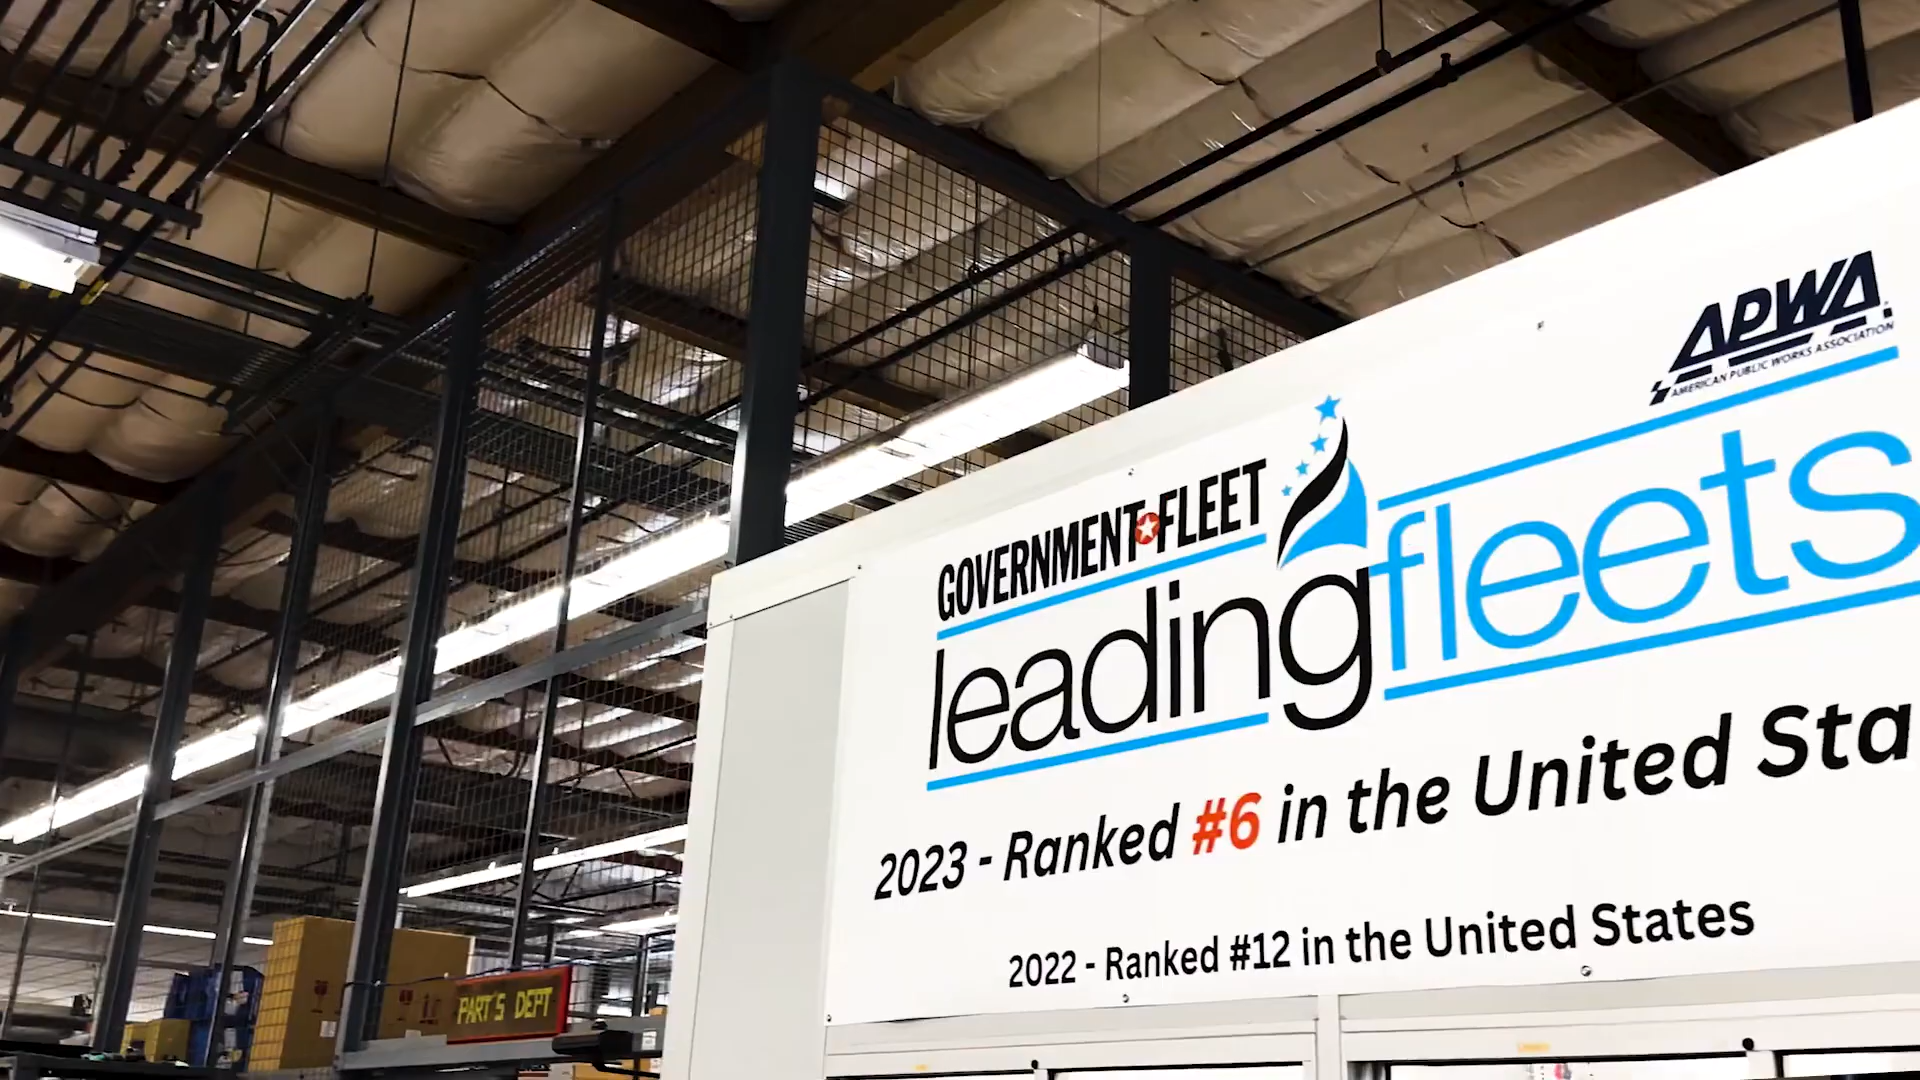 APWA
AMERICAN PUBLIC WORKS ASSOCIATION
GOVERNMENT FLEET
leadingfleets
2023 - Ranked #6 in the United Sta
2022 - Ranked #12 in the United States
PART'S DEPT